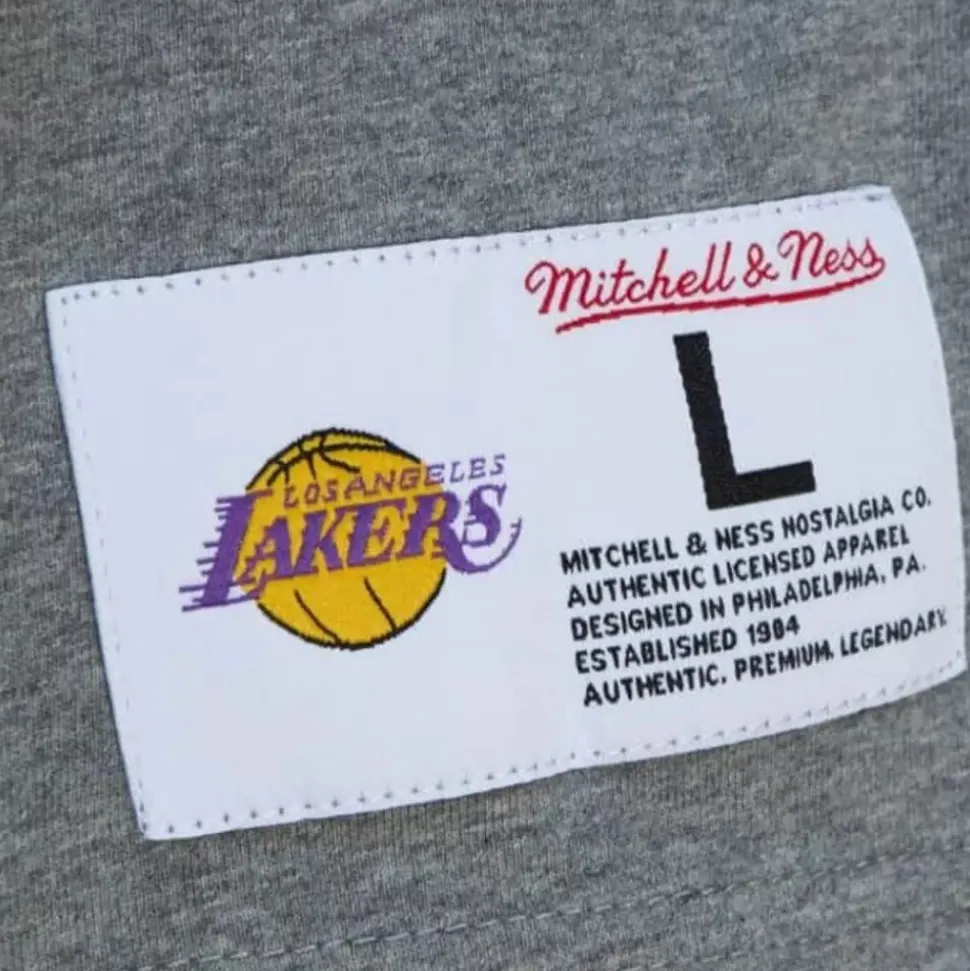 Mitchell & Ness
L
LOS ANGELES
LAKERS
MITCHELL & NESS NOSTALGIA CO.
AUTHENTIC LICENSED APPAREL
DESIGNED IN PHILADELPHIA, PA.
ESTABLISHED 1904
AUTHENTIC, PREMIUM, LEGENDARY.